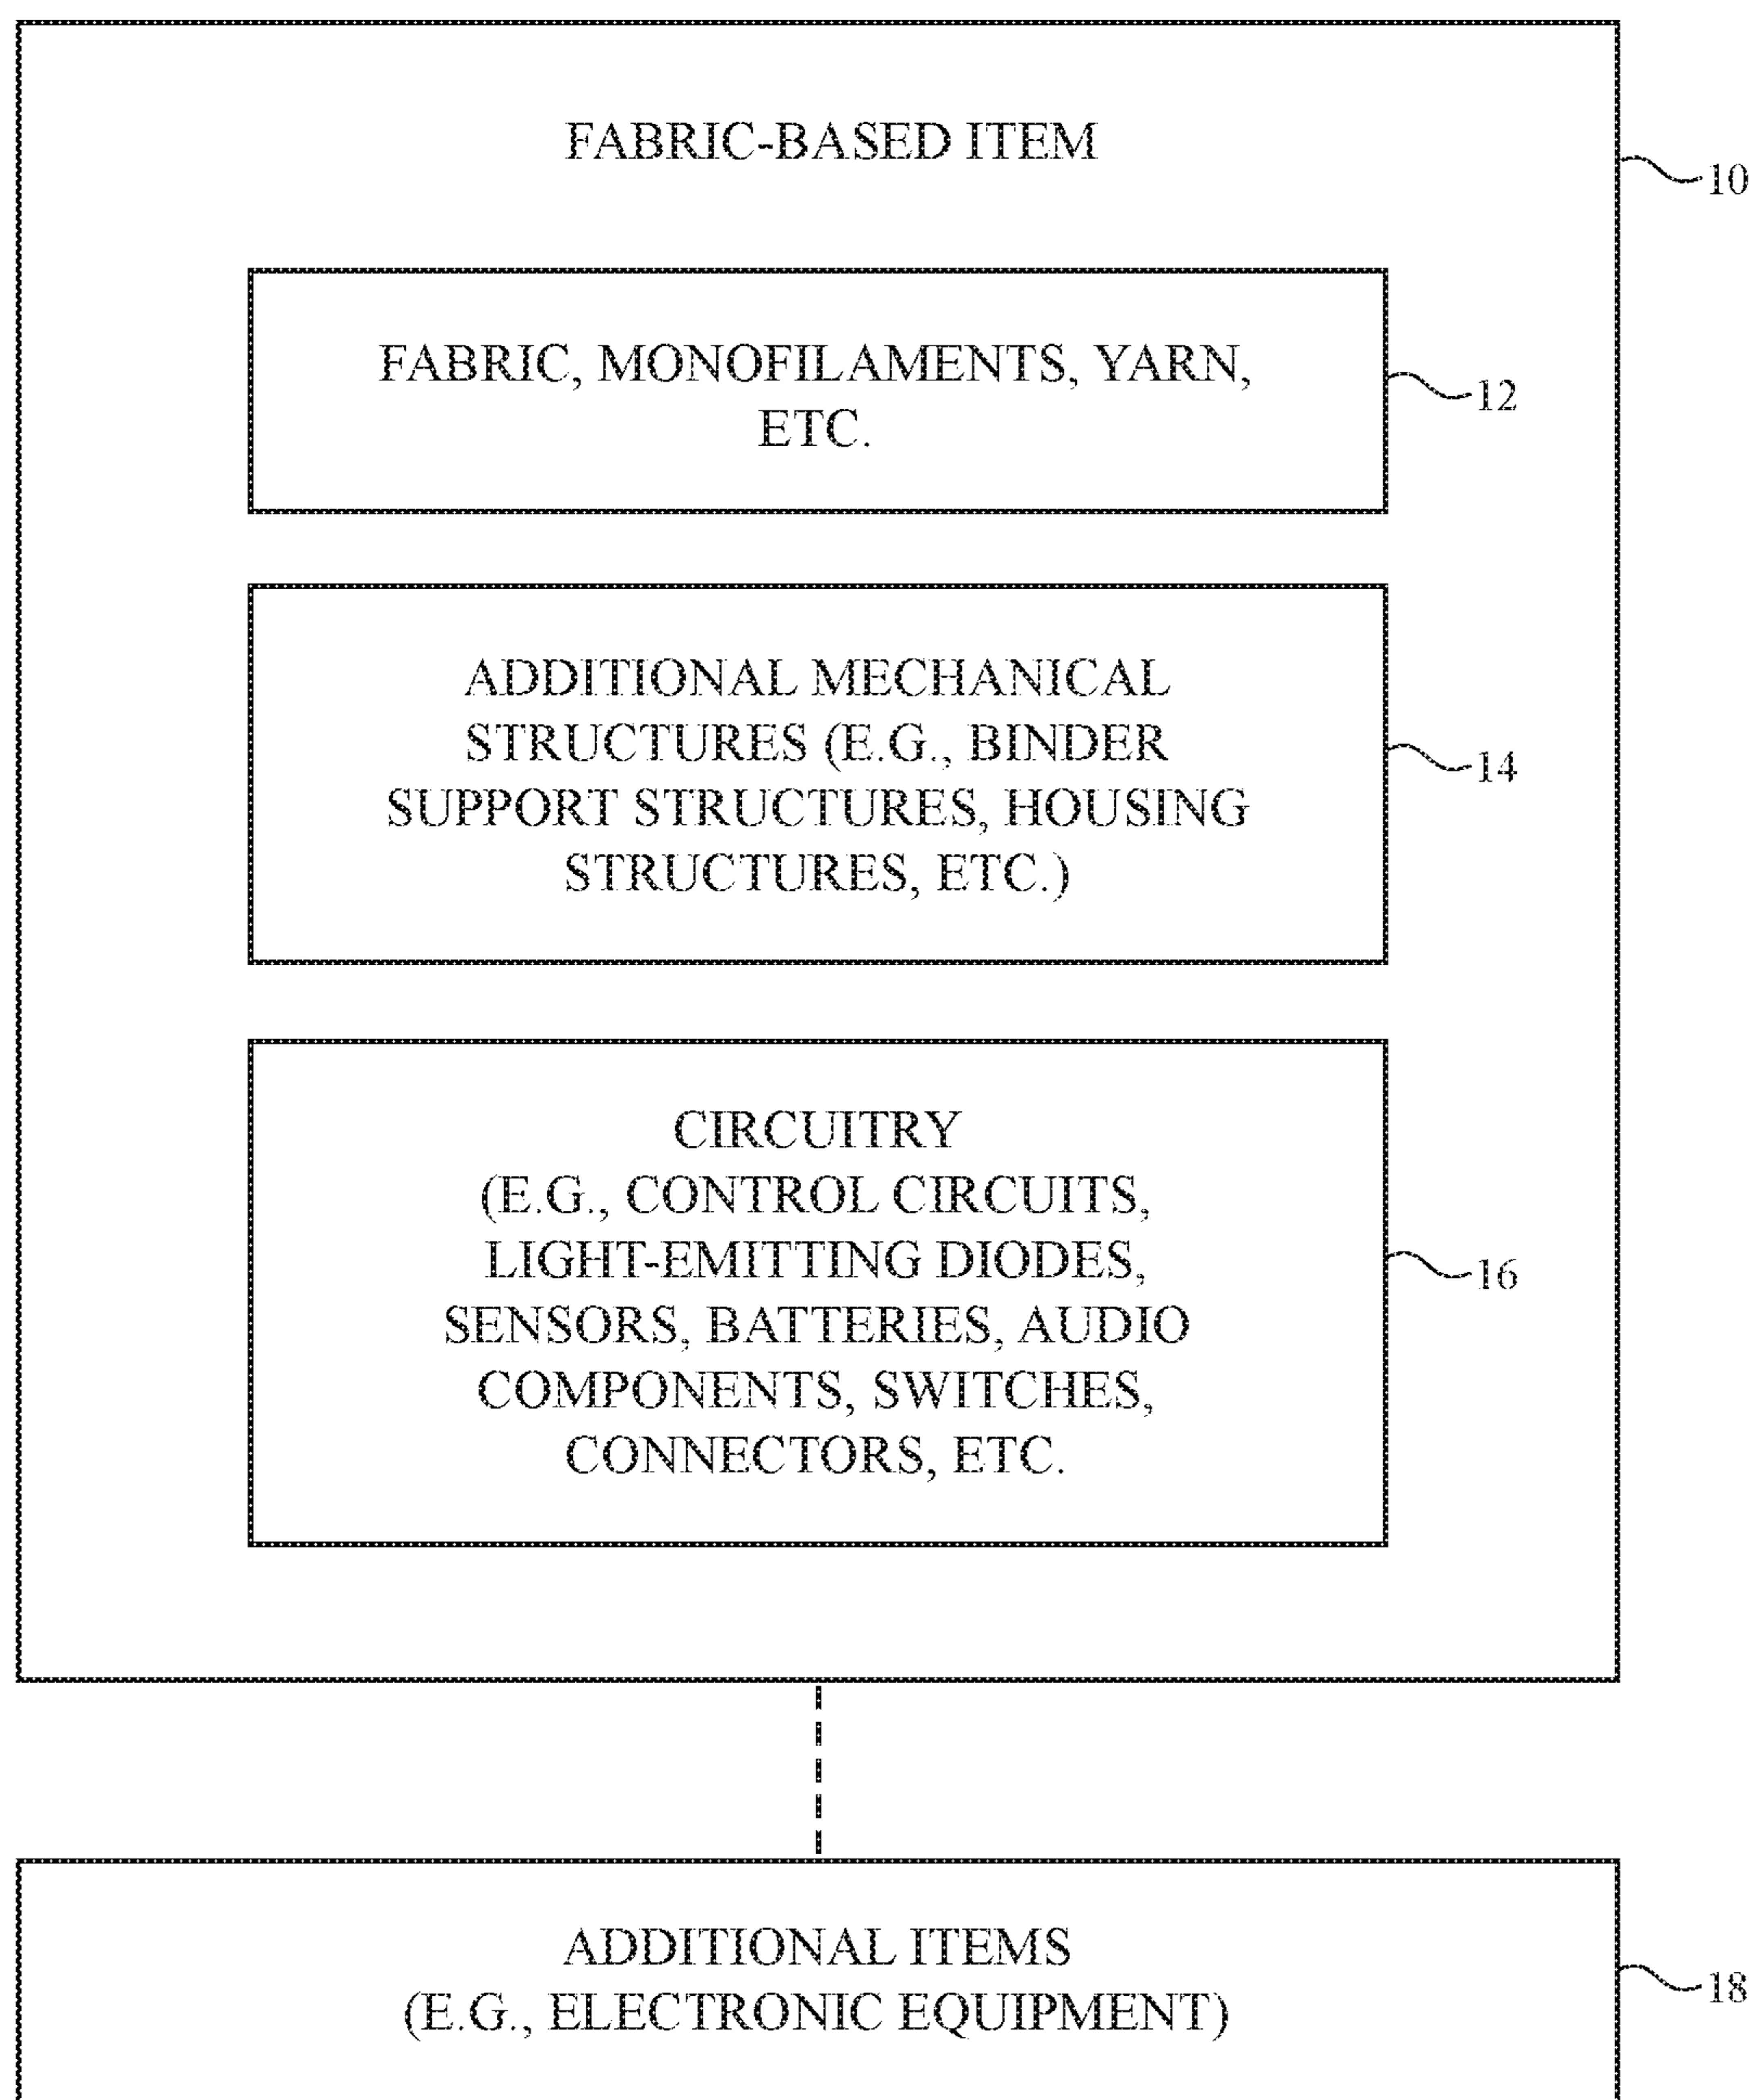 FABRIC-BASED ITEM
10
FABRIC, MONOFILAMENTS, YARN,
ETC.
12
ADDITIONAL MECHANICAL
STRUCTURES (E.G., BINDER
SUPPORT STRUCTURES, HOUSING
STRUCTURES, ETC.)
14
CIRCUITRY
(E.G., CONTROL CIRCUITS,
LIGHT-EMITTING DIODES,
SENSORS, BATTERIES, AUDIO
COMPONENTS, SWITCHES,
CONNECTORS, ETC.
16
ADDITIONAL ITEMS
(E.G., ELECTRONIC EQUIPMENT)
18